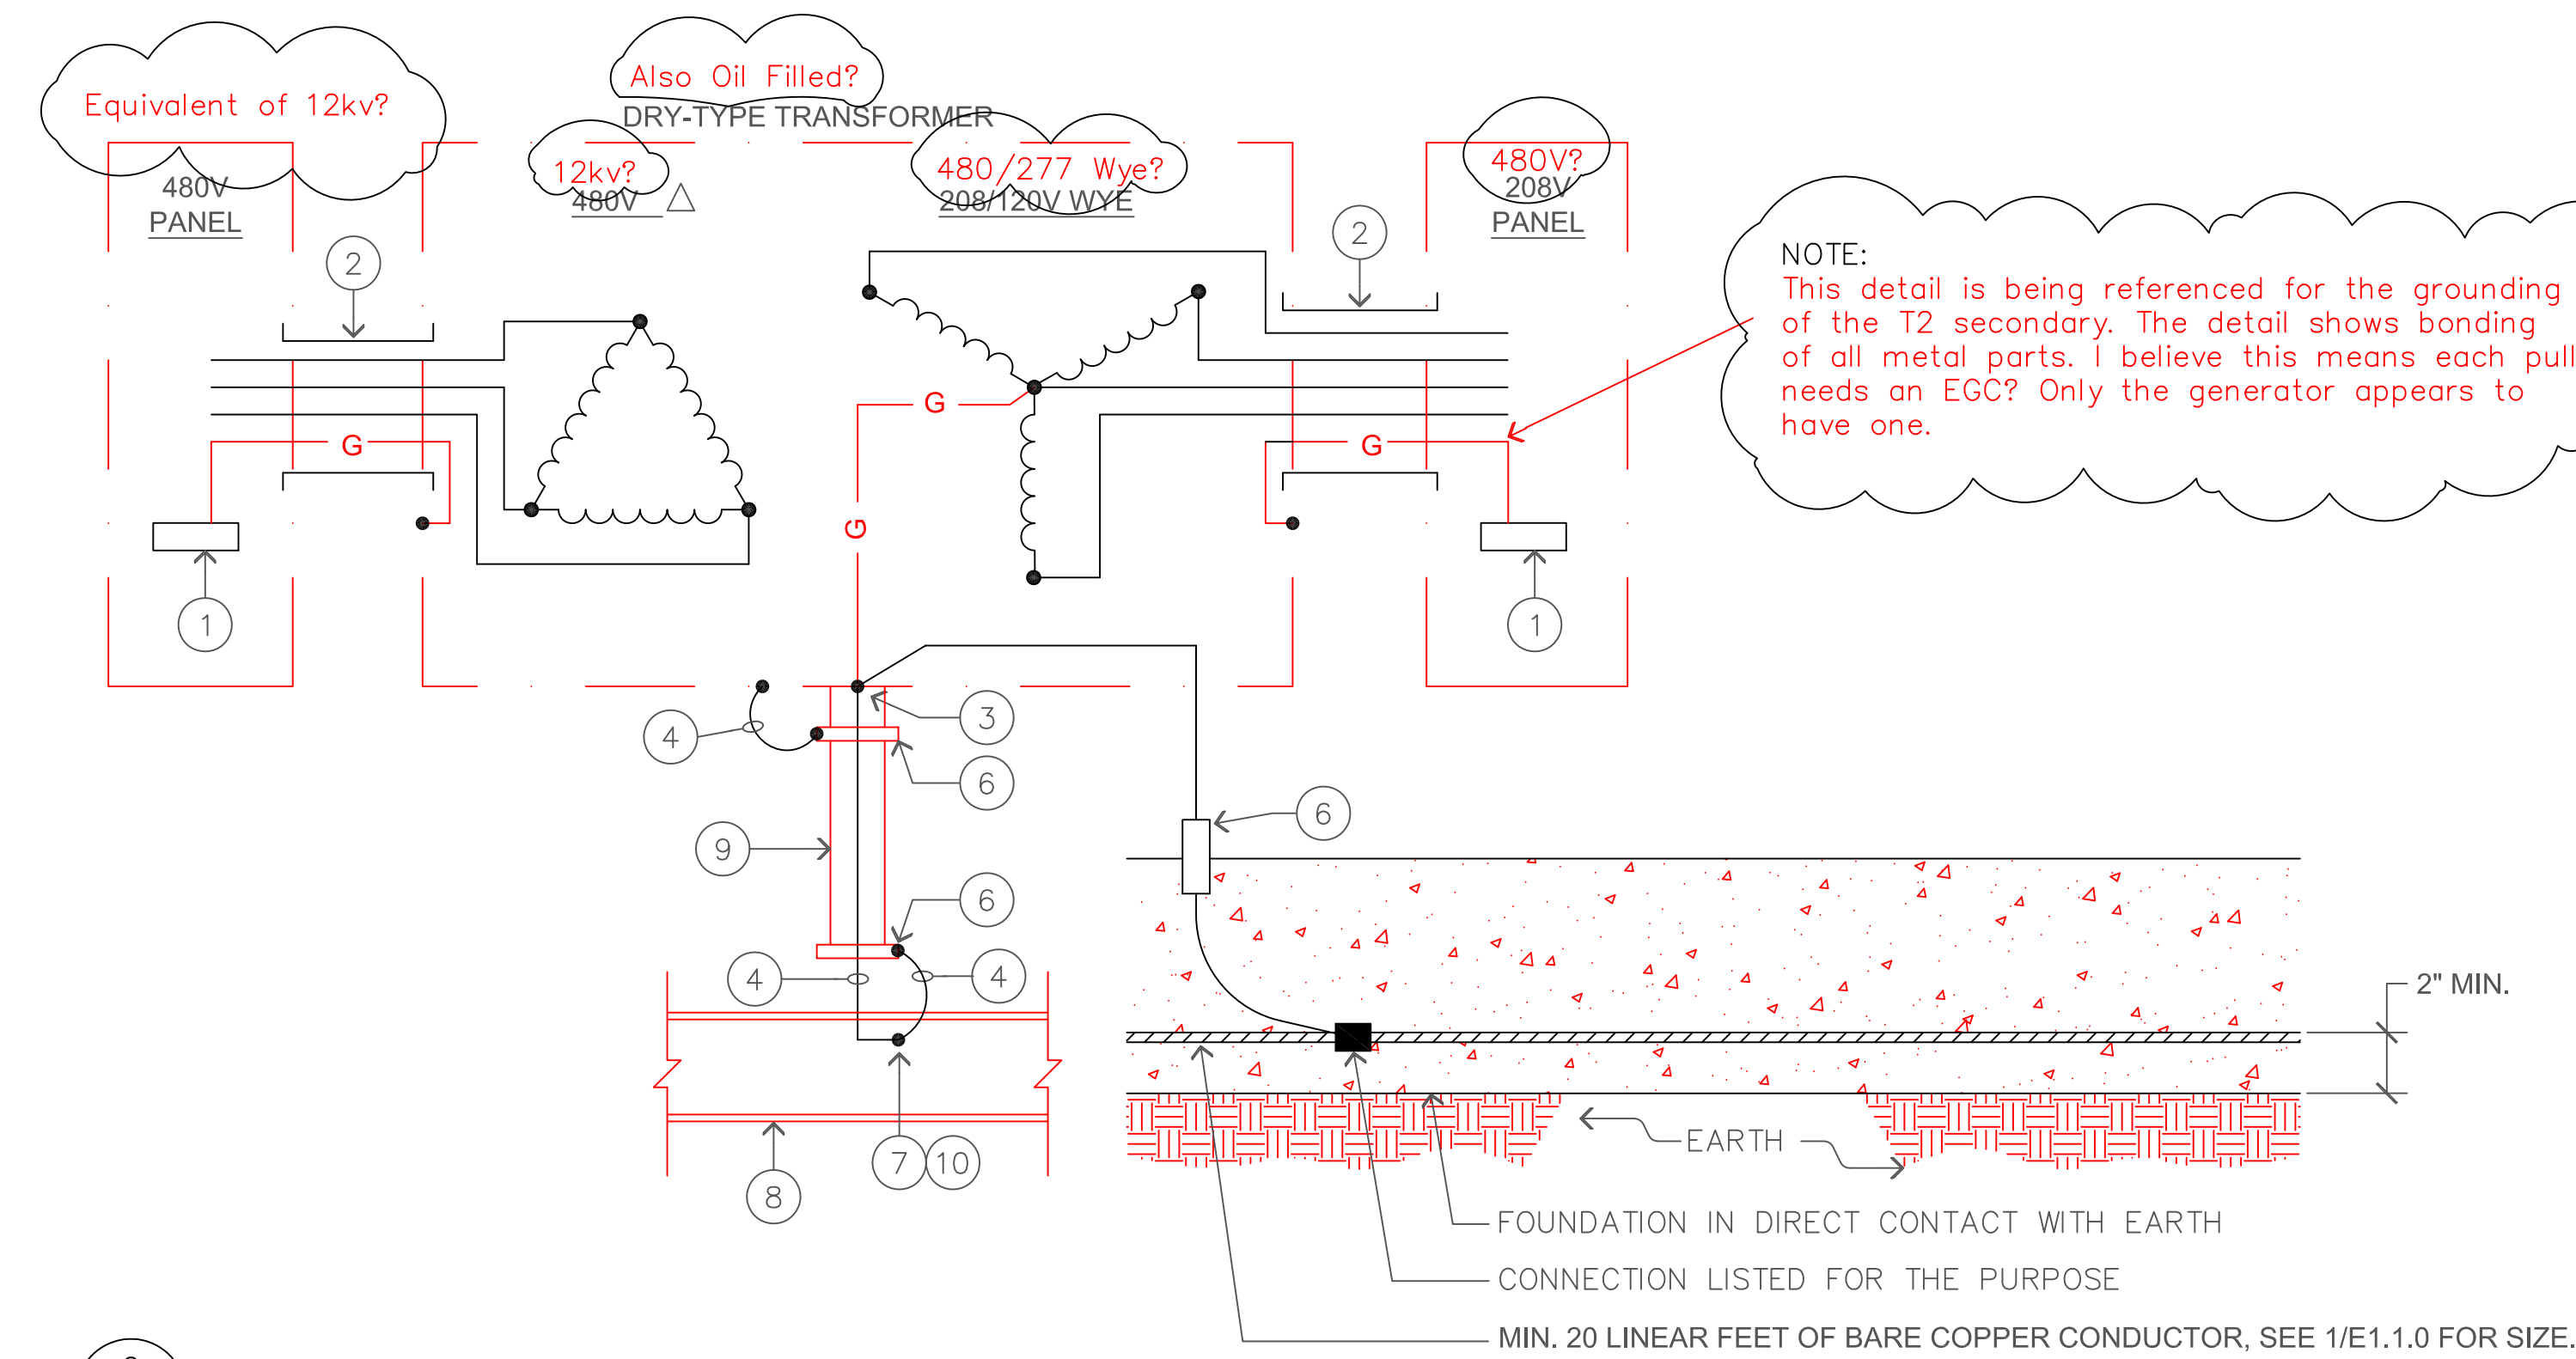 Also Oil Filled?
Equivalent of 12kv?
DRY-TYPE TRANSFORMER
12kv?
480/277 Wye?
480V?
480V
PANEL
480V
208/120V WYE
208V
PANEL
2
2
NOTE:
This detail is being referenced for the grounding
of the T2 secondary. The detail shows bonding
of all metal parts. I believe this means each pull
needs an EGC? Only the generator appears to
have one.
G
G
G
G
1
1
3
4
6
6
9
6
4
4
2" MIN.
7
10
8
EARTH
FOUNDATION IN DIRECT CONTACT WITH EARTH
CONNECTION LISTED FOR THE PURPOSE
MIN. 20 LINEAR FEET OF BARE COPPER CONDUCTOR, SEE 1/E1.1.0 FOR SIZE.